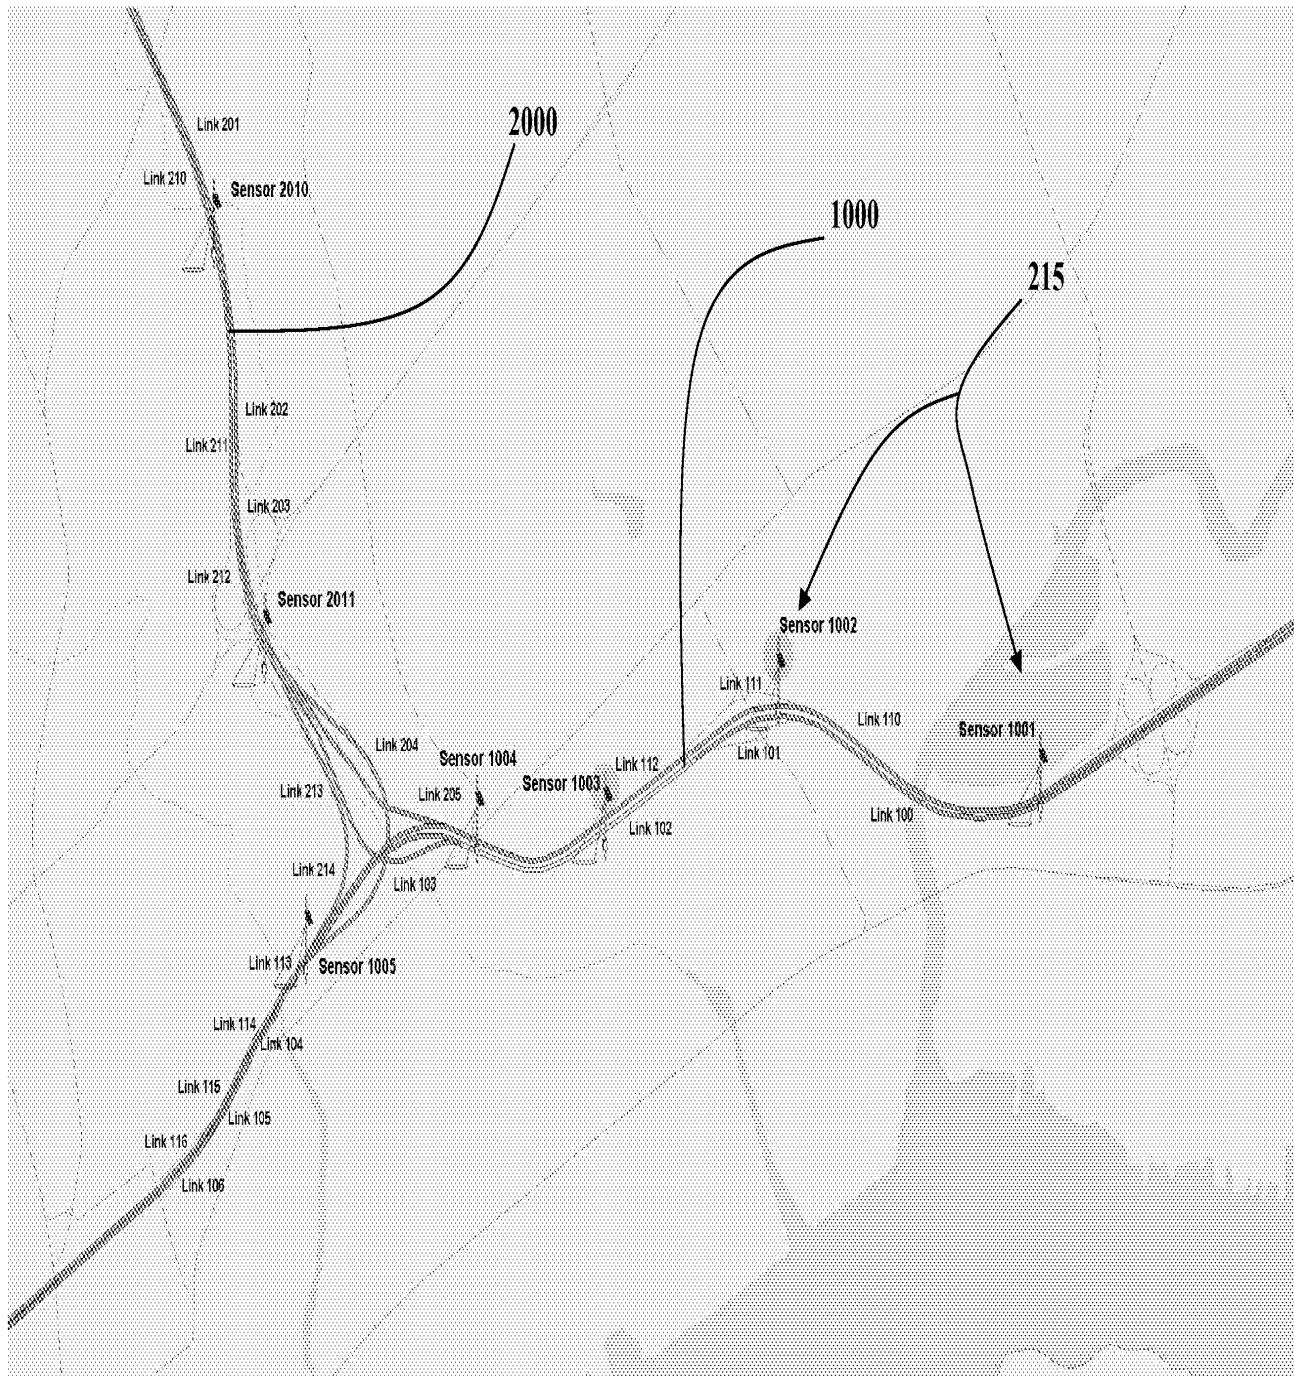 Link 201
2000
Link 210
Sensor 2010
1000
215
Link 202
Link 211
Link 203
Link 212
Sensor 2011
Sensor 1002
Link 111
Link 110
Link 204
Sensor 1001
Link 101
Sensor 1004
Link 112
Sensor 1003
Link 213
Link 205
Link 100
Link 102
Link 214
Link 103
Link 113
Sensor 1005
Link 114
Link 104
Link 115
Link 105
Link 116
Link 106